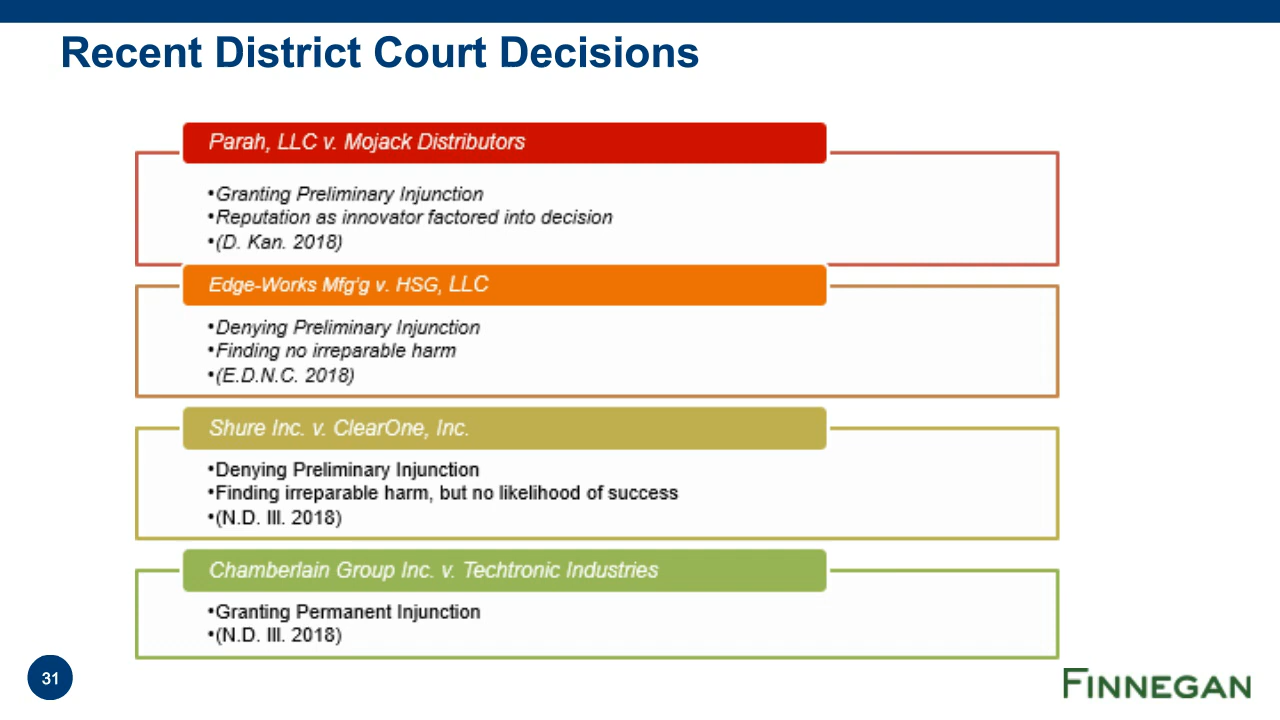 Recent District Court Decisions
Parah, LLC v. Mojack Distributors
•Granting Preliminary Injunction
•Reputation as innovator factored into decision
•(D. Kan. 2018)
Edge-Works Mfg'g v. HSG, LLC
•Denying Preliminary Injunction
•Finding no irreparable harm
•(E.D.N.C. 2018)
Shure Inc. v. ClearOne, Inc.
•Denying Preliminary Injunction
•Finding irreparable harm, but no likelihood of success
•(N.D. Ill. 2018)
Chamberlain Group Inc. v. Techtronic Industries
•Granting Permanent Injunction
•(N.D. Ill. 2018)
31
FINNEGAN